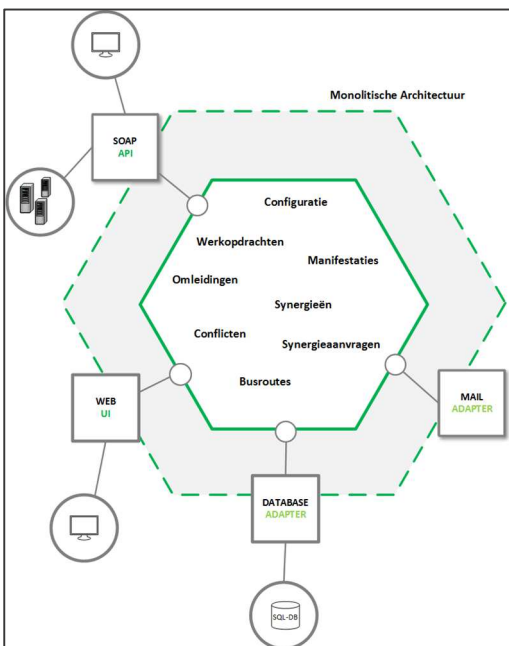 Monolitische Architectuur
SOAP
API
Configuratie
Werkopdrachten
Manifestaties
Omleidingen
Synergieën
Conflicten
Synergieaanvragen
Busroutes
WEB
UI
MAIL
ADAPTER
DATABASE
ADAPTER
SQL-DB